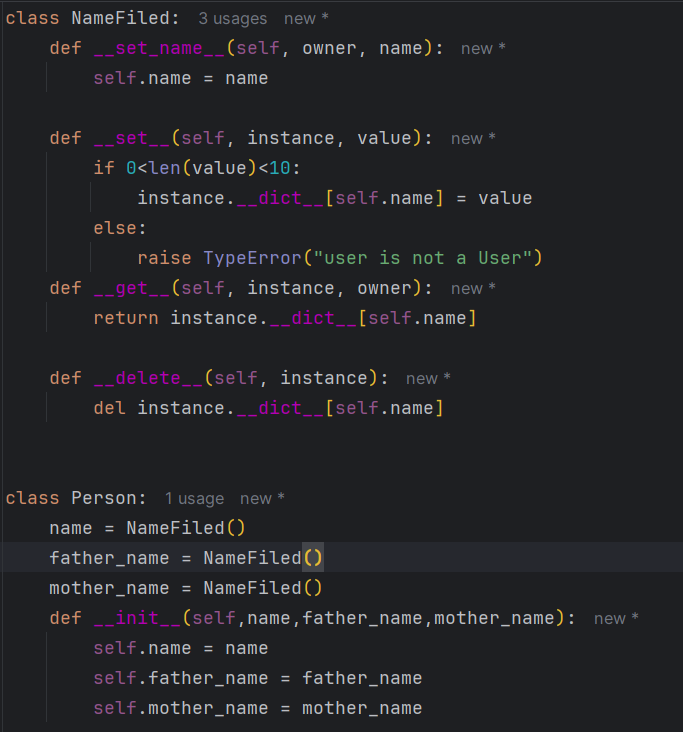 class NameFiled:  3 usages  new *
    def __set_name__(self, owner, name):  new *
        self.name = name
    def __set__(self, instance, value):  new *
        if 0<len(value)<10:
            instance.__dict__[self.name] = value
        else:
            raise TypeError("user is not a User")
    def __get__(self, instance, owner):  new *
        return instance.__dict__[self.name]
    def __delete__(self, instance):  new *
        del instance.__dict__[self.name]
class Person:  1 usage  new *
    name = NameFiled()
    father_name = NameFiled()
    mother_name = NameFiled()
    def __init__(self,name,father_name,mother_name):  new *
        self.name = name
        self.father_name = father_name
        self.mother_name = mother_name